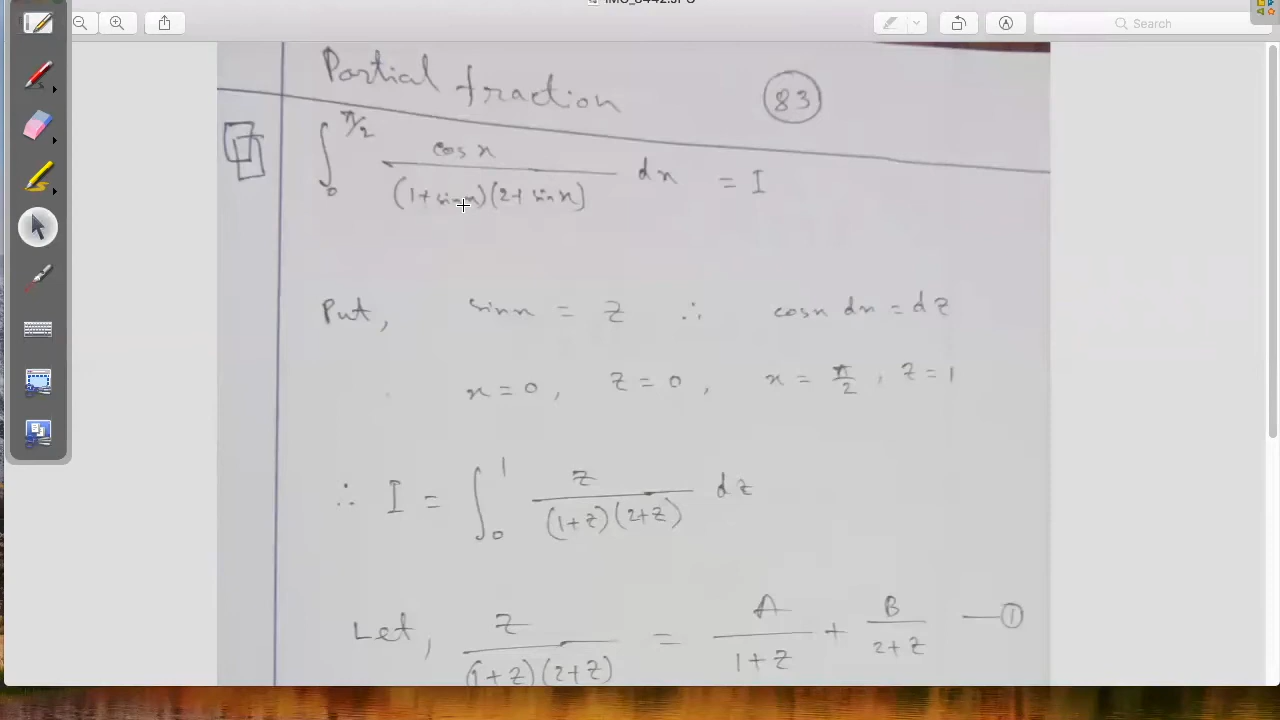 Search
Partial fraction
83
∫₀^{π/2} cos x / (1+sin x)(2+sin x) dx = I
Put, sin x = z ∴ cos x dx = dz
x = 0, z = 0, x = π/2, z = 1
∴ I = ∫₀¹ z / (1+z)(2+z) dz
Let, z / (1+z)(2+z) = A / 1+z + B / 2+z — ①